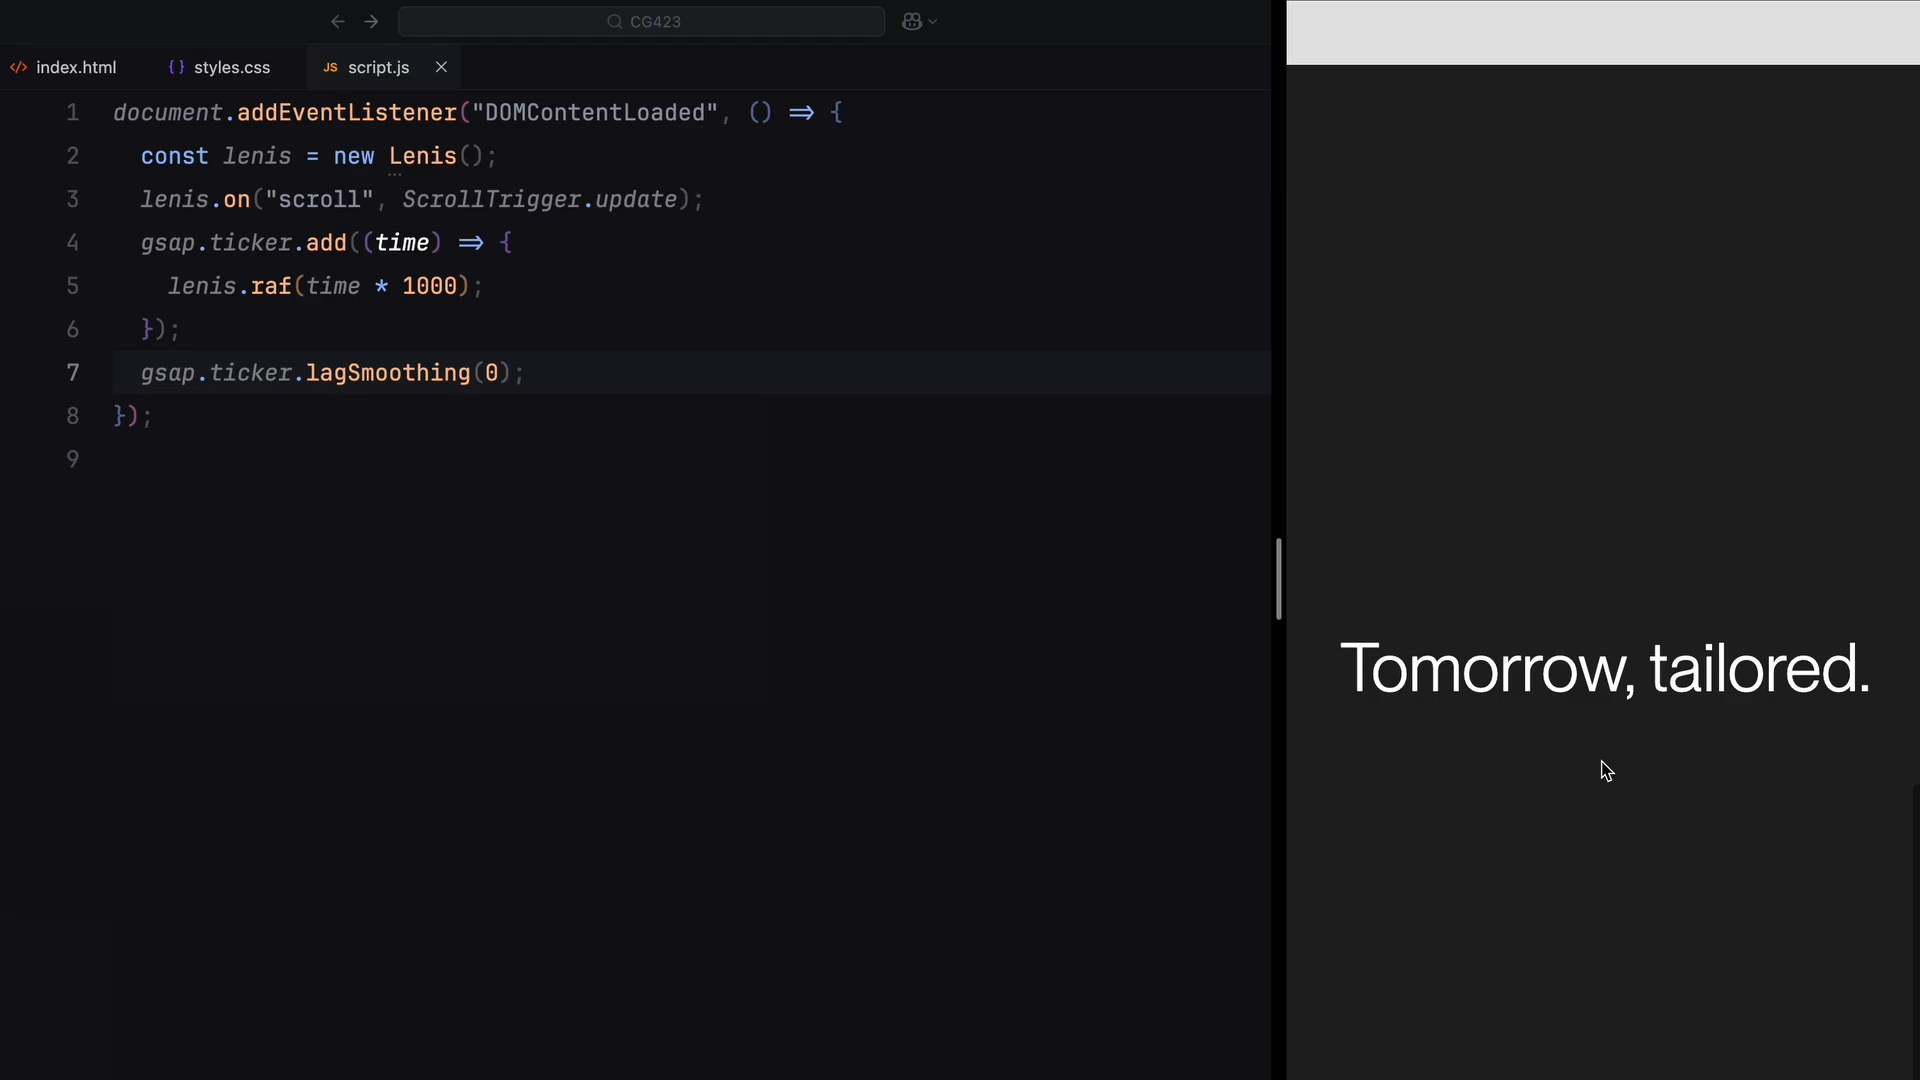 CG423
index.html
styles.css
JS script.js
1 document.addEventListener("DOMContentLoaded", () => {
2 const lenis = new Lenis();
3 lenis.on("scroll", ScrollTrigger.update);
4 gsap.ticker.add((time) => {
5 lenis.raf(time * 1000);
6 });
7 gsap.ticker.lagSmoothing(0);
8 });
9
Tomorrow, tailored.